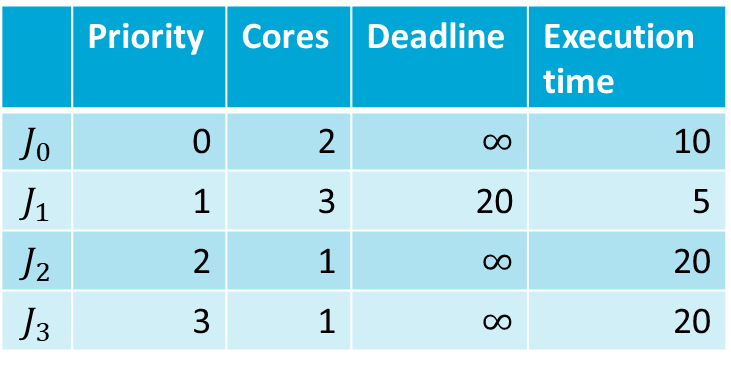 Priority Cores Deadline Execution time
J₀ 0 2 ∞ 10
J₁ 1 3 20 5
J₂ 2 1 ∞ 20
J₃ 3 1 ∞ 20